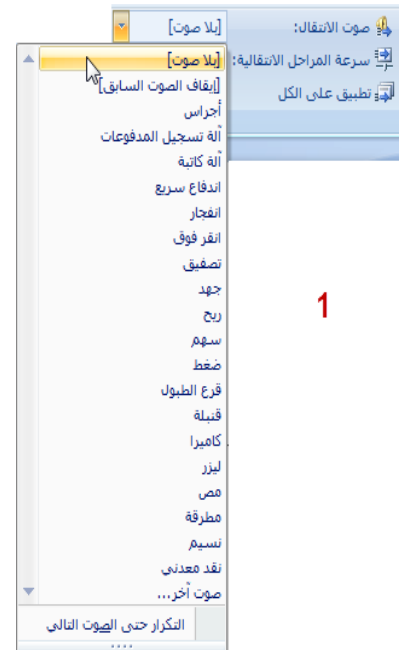 صوت الانتقال: [بلا صوت]
سرعة المراحل الانتقالية:
تطبيق على الكل
[بلا صوت]
[إيقاف الصوت السابق]
أجراس
آلة تسجيل المدفوعات
آلة كاتبة
اندفاع سريع
انفجار
انقر فوق
تصفيق
جهد
ريح
سهم
ضغط
قرع الطبول
قنبلة
كاميرا
ليزر
مص
مطرقة
نسيم
نقد معدني
صوت آخر...
التكرار حتى الصوت التالي
1